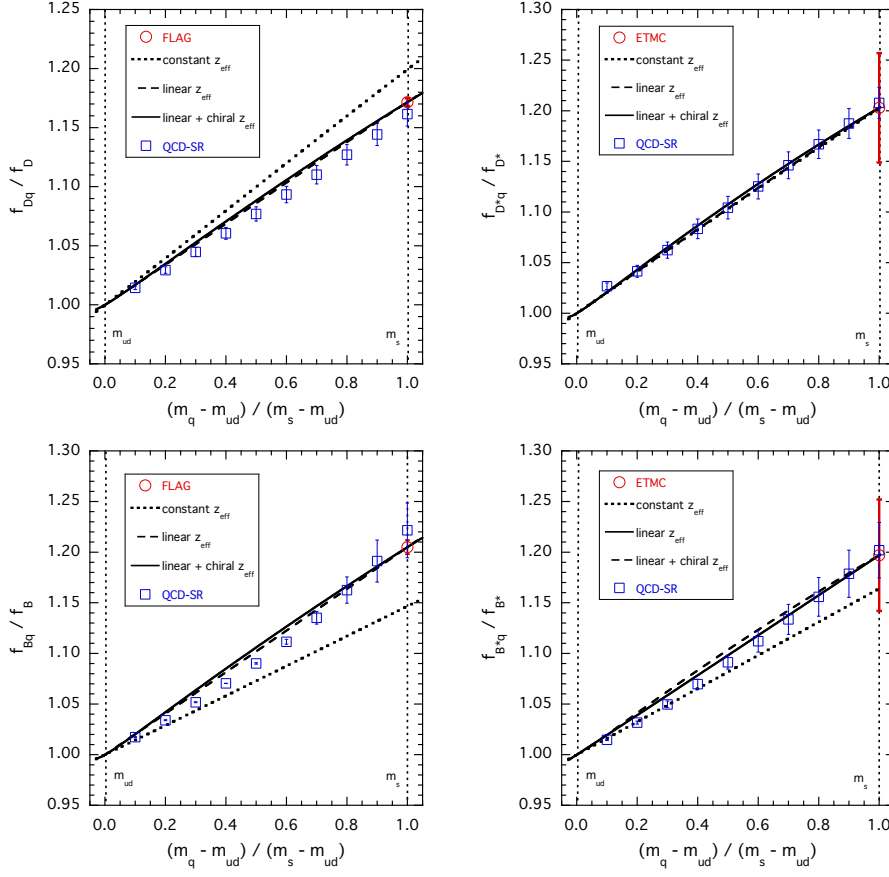 1.25
1.20
1.15
1.10
1.05
1.00
0.95
f_Dq / f_D
FLAG
constant z_eff
linear z_eff
linear + chiral z_eff
QCD-SR
m_ud
m_s
0.0 0.2 0.4 0.6 0.8 1.0
(m_q - m_ud) / (m_s - m_ud)
1.30
1.25
1.20
1.15
1.10
1.05
1.00
0.95
f_D*q / f_D*
ETMC
constant z_eff
linear z_eff
linear + chiral z_eff
QCD-SR
m_ud
m_s
0.0 0.2 0.4 0.6 0.8 1.0
(m_q - m_ud) / (m_s - m_ud)
1.30
1.25
1.20
1.15
1.10
1.05
1.00
0.95
f_Bq / f_B
FLAG
constant z_eff
linear z_eff
linear + chiral z_eff
QCD-SR
m_ud
m_s
0.0 0.2 0.4 0.6 0.8 1.0
(m_q - m_ud) / (m_s - m_ud)
1.30
1.25
1.20
1.15
1.10
1.05
1.00
0.95
f_B*q / f_B*
ETMC
constant z_eff
linear z_eff
linear + chiral z_eff
QCD-SR
m_ud
m_s
0.0 0.2 0.4 0.6 0.8 1.0
(m_q - m_ud) / (m_s - m_ud)